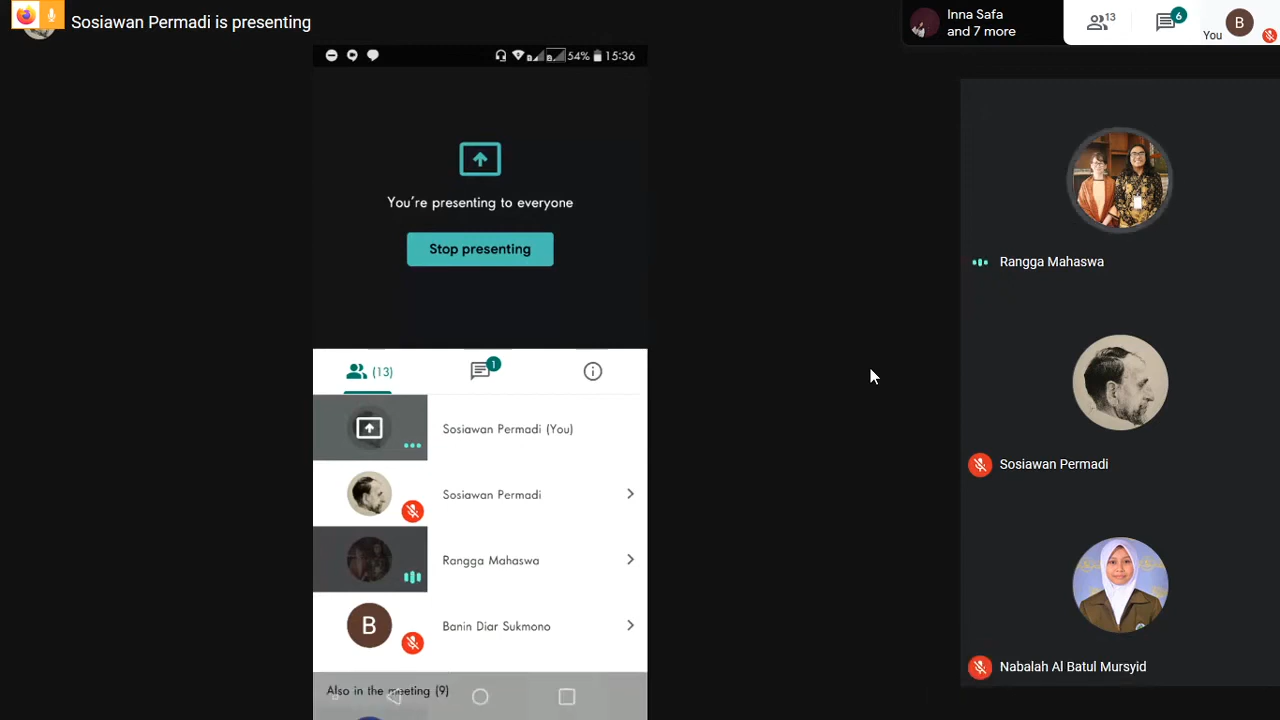 Sosiawan Permadi is presenting
Inna Safa
and 7 more
13
6
You
B
54% 15:36
You're presenting to everyone
Stop presenting
(13)
1
Sosiawan Permadi (You)
Sosiawan Permadi
Rangga Mahaswa
B
Banin Diar Sukmono
Also in the meeting (9)
Rangga Mahaswa
Sosiawan Permadi
Nabalah Al Batul Mursyid